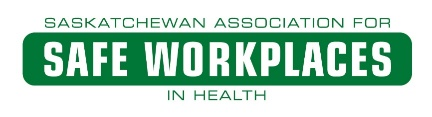 SASKATCHEWAN ASSOCIATION FOR
SAFE WORKPLACES
IN HEALTH